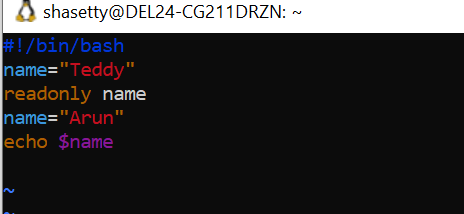 shasetty@DEL24-CG211DRZN: ~
#!/bin/bash
name="Teddy"
readonly name
name="Arun"
echo $name
~
~